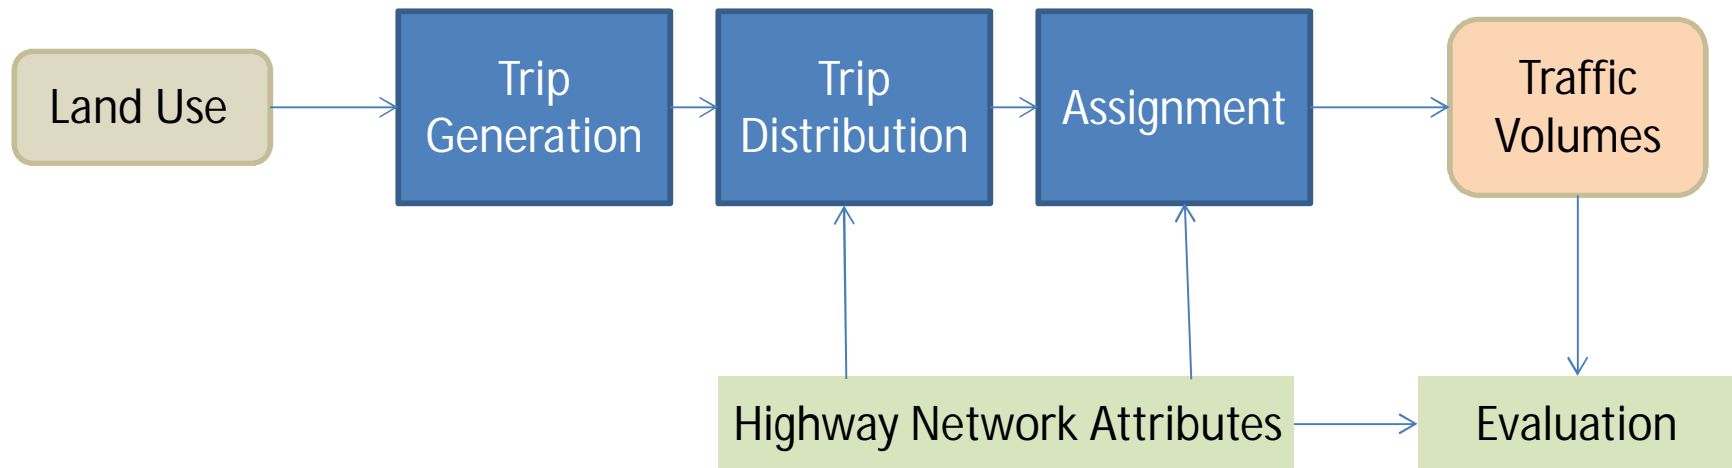 Land Use
Trip
Generation
Trip
Distribution
Assignment
Traffic
Volumes
Highway Network Attributes
Evaluation